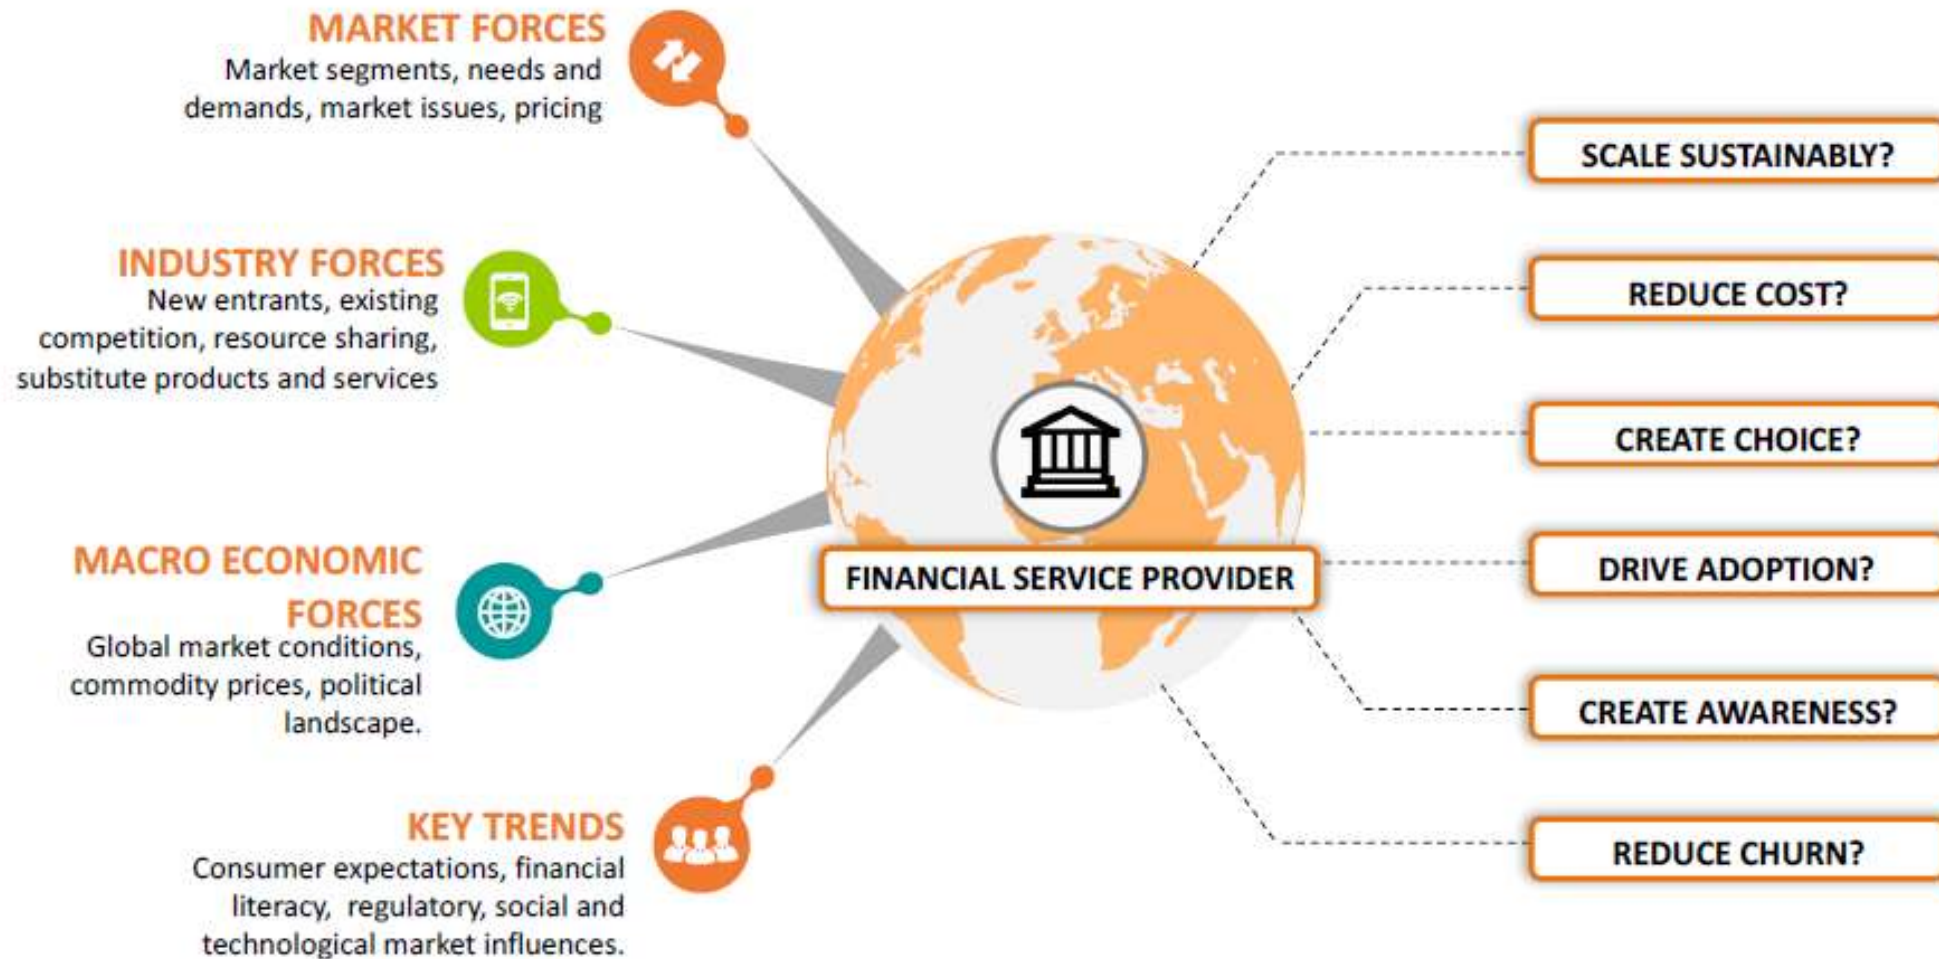 MARKET FORCES
Market segments, needs and
demands, market issues, pricing
INDUSTRY FORCES
New entrants, existing
competition, resource sharing,
substitute products and services
MACRO ECONOMIC
FORCES
Global market conditions,
commodity prices, political
landscape.
KEY TRENDS
Consumer expectations, financial
literacy, regulatory, social and
technological market influences.
FINANCIAL SERVICE PROVIDER
SCALE SUSTAINABLY?
REDUCE COST?
CREATE CHOICE?
DRIVE ADOPTION?
CREATE AWARENESS?
REDUCE CHURN?